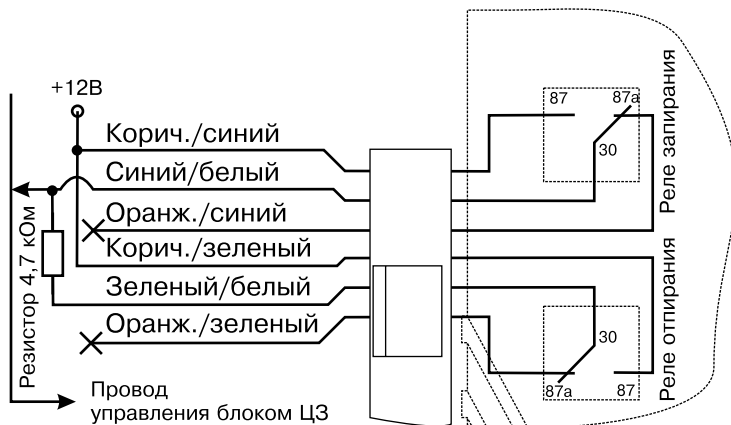 +12В
Корич./синий
Синий/белый
Оранж./синий
Корич./зеленый
Зеленый/белый
Оранж./зеленый
Резистор 4,7 кОм
Провод
управления блоком ЦЗ
87
87а
30
Реле запирания
30
87а
87
Реле отпирания